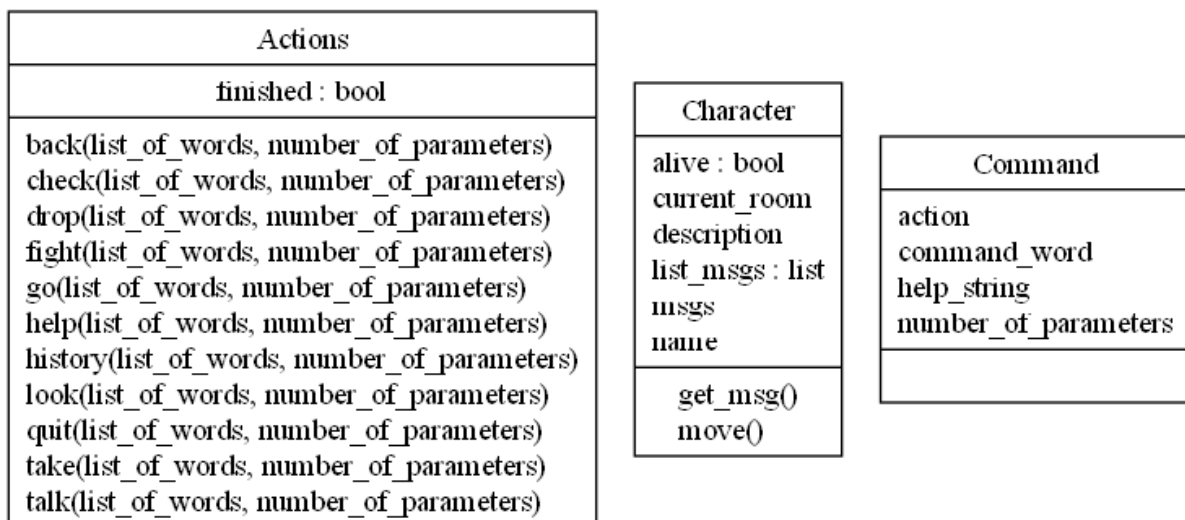 Actions
finished : bool
back(list_of_words, number_of_parameters)
check(list_of_words, number_of_parameters)
drop(list_of_words, number_of_parameters)
fight(list_of_words, number_of_parameters)
go(list_of_words, number_of_parameters)
help(list_of_words, number_of_parameters)
history(list_of_words, number_of_parameters)
look(list_of_words, number_of_parameters)
quit(list_of_words, number_of_parameters)
take(list_of_words, number_of_parameters)
talk(list_of_words, number_of_parameters)
Character
alive : bool
current_room
description
list_msgs : list
msgs
name
get_msg()
move()
Command
action
command_word
help_string
number_of_parameters